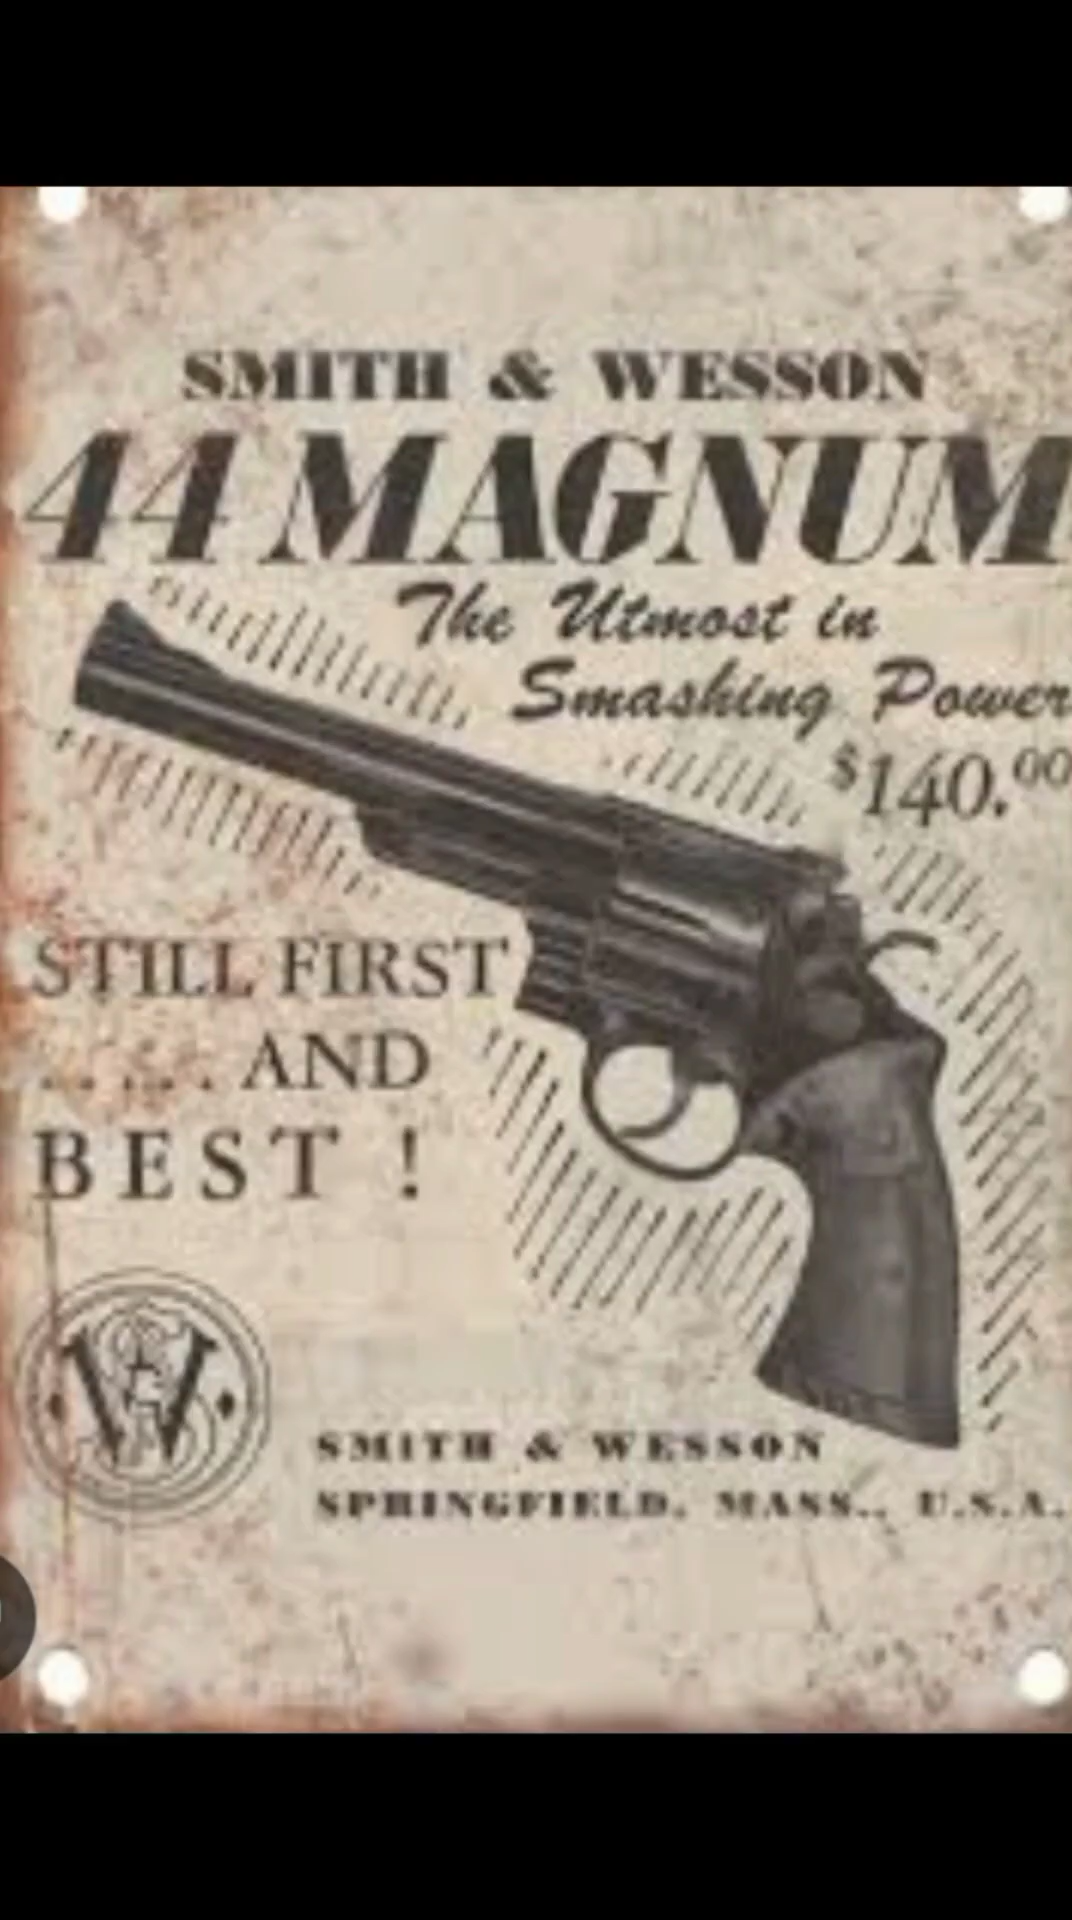 SMITH & WESSON
44 MAGNUM
The Utmost in
Smashing Power
$140.00
STILL FIRST
. . . . . AND
BEST !
SMITH & WESSON
SPRINGFIELD, MASS., U.S.A.